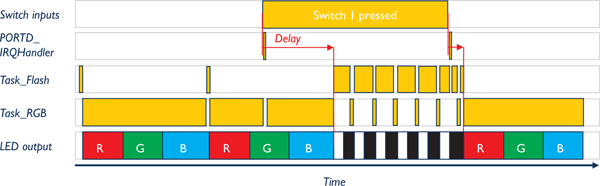 Switch inputs
Switch 1 pressed
PORTD_
IRQHandler
Delay
Task_Flash
Task_RGB
LED output
R G B R G B R G B
Time